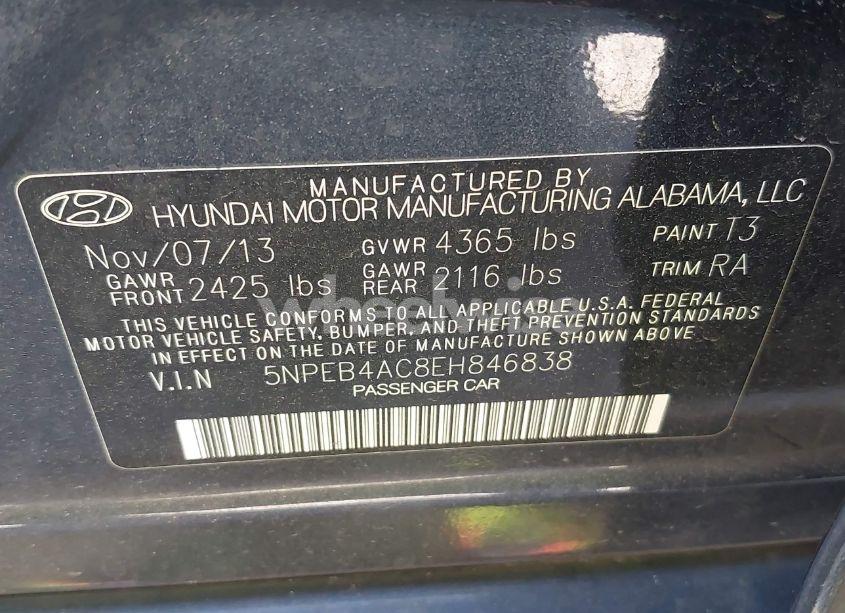 MANUFACTURED BY
HYUNDAI MOTOR MANUFACTURING ALABAMA, LLC
Nov/07/13 GVWR 4365 lbs PAINT T3
GAWR FRONT 2425 lbs GAWR REAR 2116 lbs TRIM RA
THIS VEHICLE CONFORMS TO ALL APPLICABLE U.S.A. FEDERAL
MOTOR VEHICLE SAFETY, BUMPER, AND THEFT PREVENTION STANDARDS
IN EFFECT ON THE DATE OF MANUFACTURE SHOWN ABOVE
V.I.N 5NPEB4AC8EH846838
PASSENGER CAR